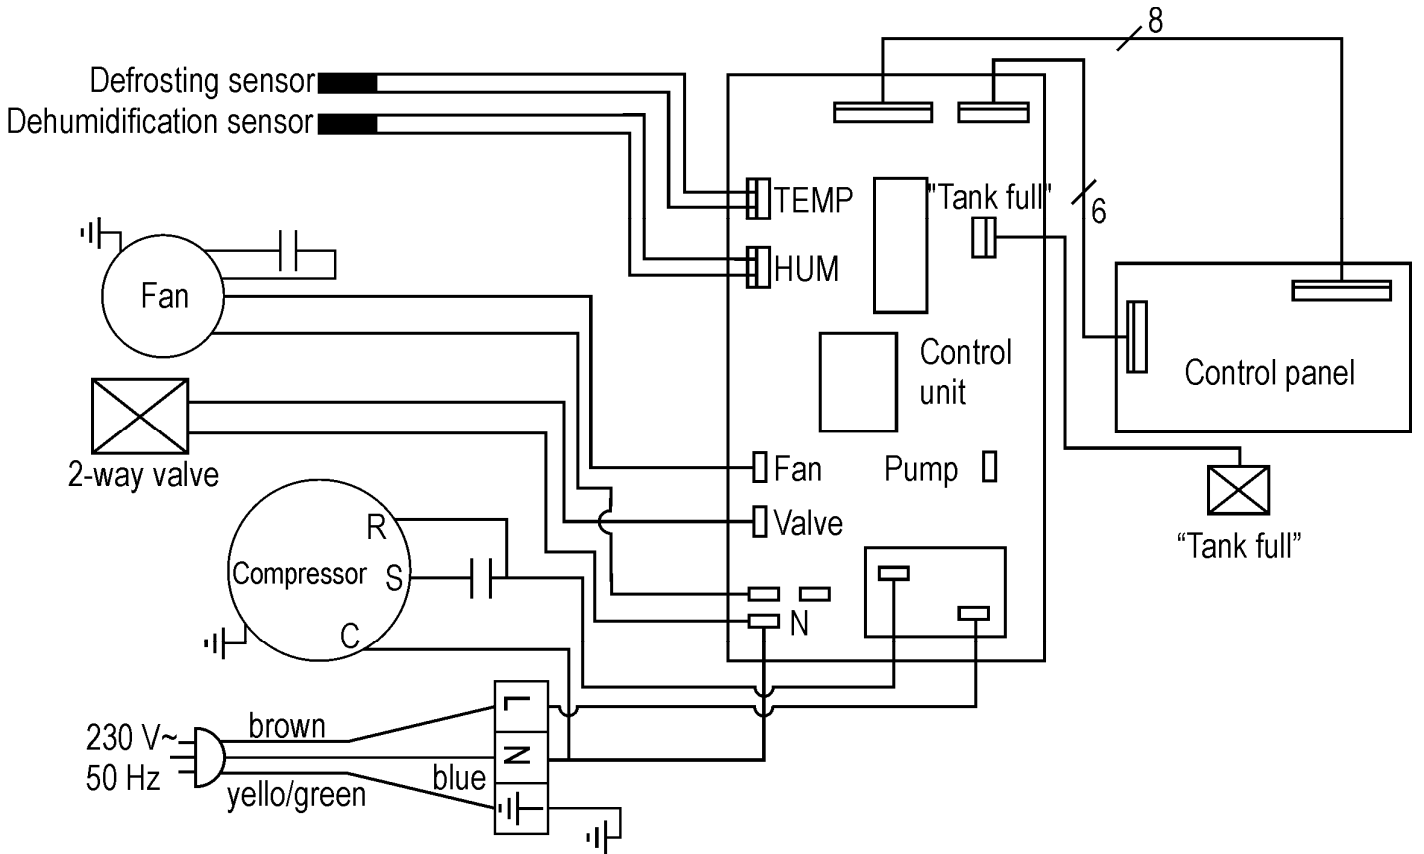 8
Defrosting sensor
Dehumidification sensor
TEMP
"Tank full"
6
HUM
Fan
Control
unit
Control panel
2-way valve
Fan
Pump
Valve
"Tank full"
R
Compressor
S
C
N
L
brown
230 V~
N
50 Hz
blue
yello/green